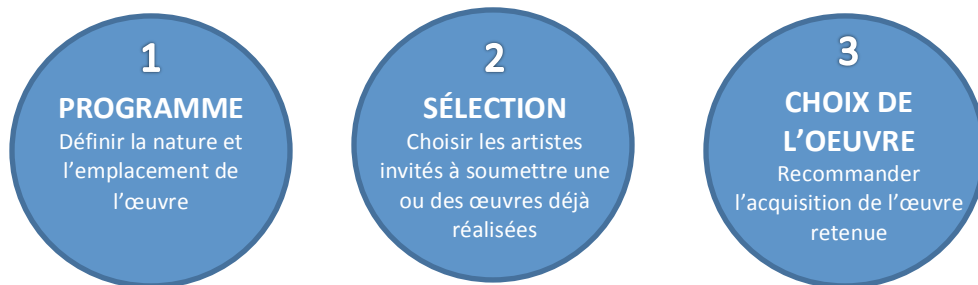 1
PROGRAMME
Définir la nature et
l’emplacement de
l’œuvre
2
SÉLECTION
Choisir les artistes
invités à soumettre une
ou des œuvres déjà
réalisées
3
CHOIX DE
L’OEUVRE
Recommander
l’acquisition de l’œuvre
retenue